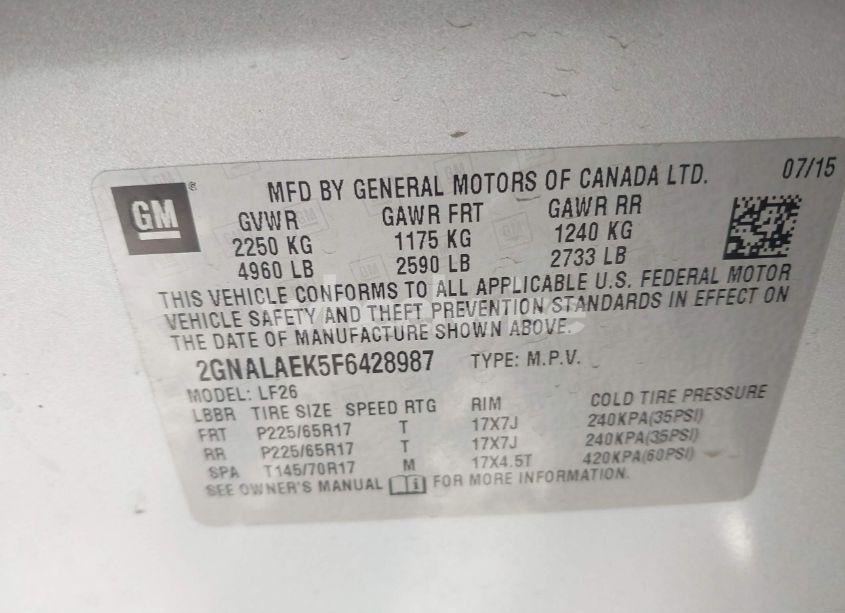 GM ® MFD BY GENERAL MOTORS OF CANADA LTD. 07/15
GVWR GAWR FRT GAWR RR
2250 KG 1175 KG 1240 KG
4960 LB 2590 LB 2733 LB
THIS VEHICLE CONFORMS TO ALL APPLICABLE U.S. FEDERAL MOTOR
VEHICLE SAFETY AND THEFT PREVENTION STANDARDS IN EFFECT ON
THE DATE OF MANUFACTURE SHOWN ABOVE.
2GNALAEK5F6428987 TYPE: M.P.V.
MODEL: LF26
LBBR TIRE SIZE SPEED RTG RIM COLD TIRE PRESSURE
FRT P225/65R17 T 17X7J 240KPA(35PSI)
RR P225/65R17 T 17X7J 240KPA(35PSI)
SPA T145/70R17 M 17X4.5T 420KPA(60PSI)
SEE OWNER'S MANUAL i FOR MORE INFORMATION.